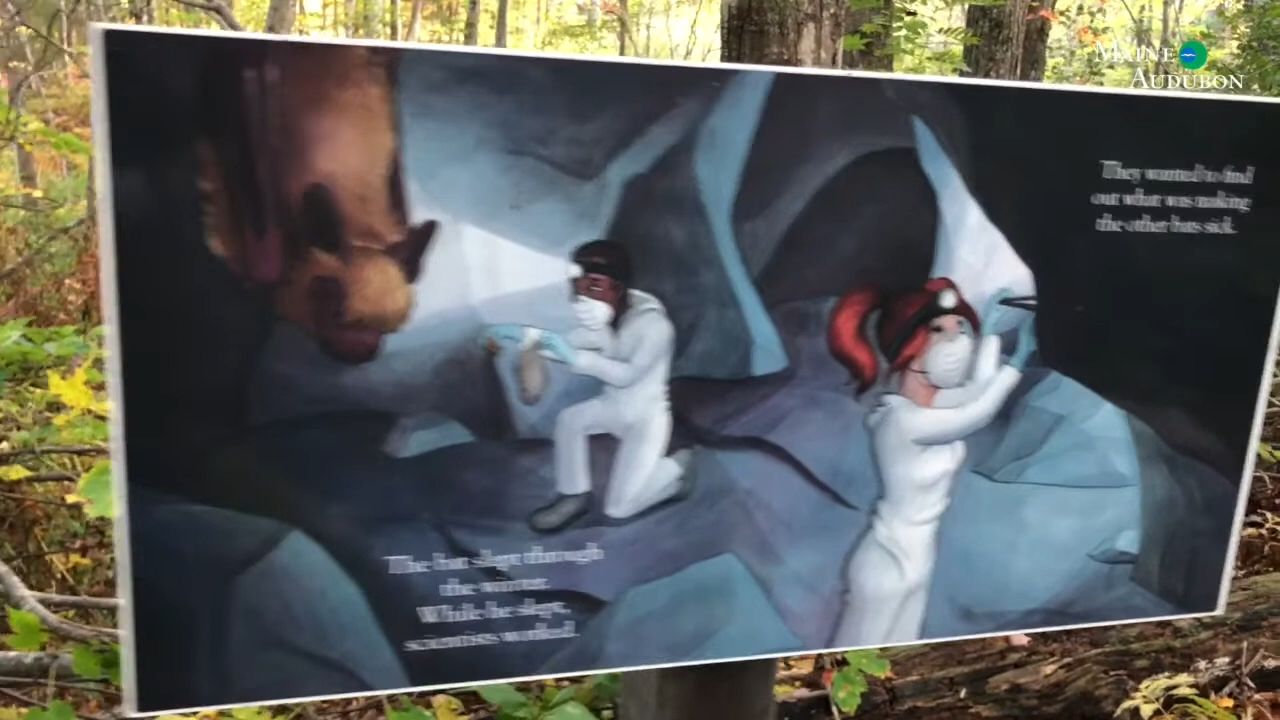 MAINE
AUDUBON
They wanted to find
out what was making
the other bats sick.
The bat slept through
the winter.
While he slept,
scientists worked.